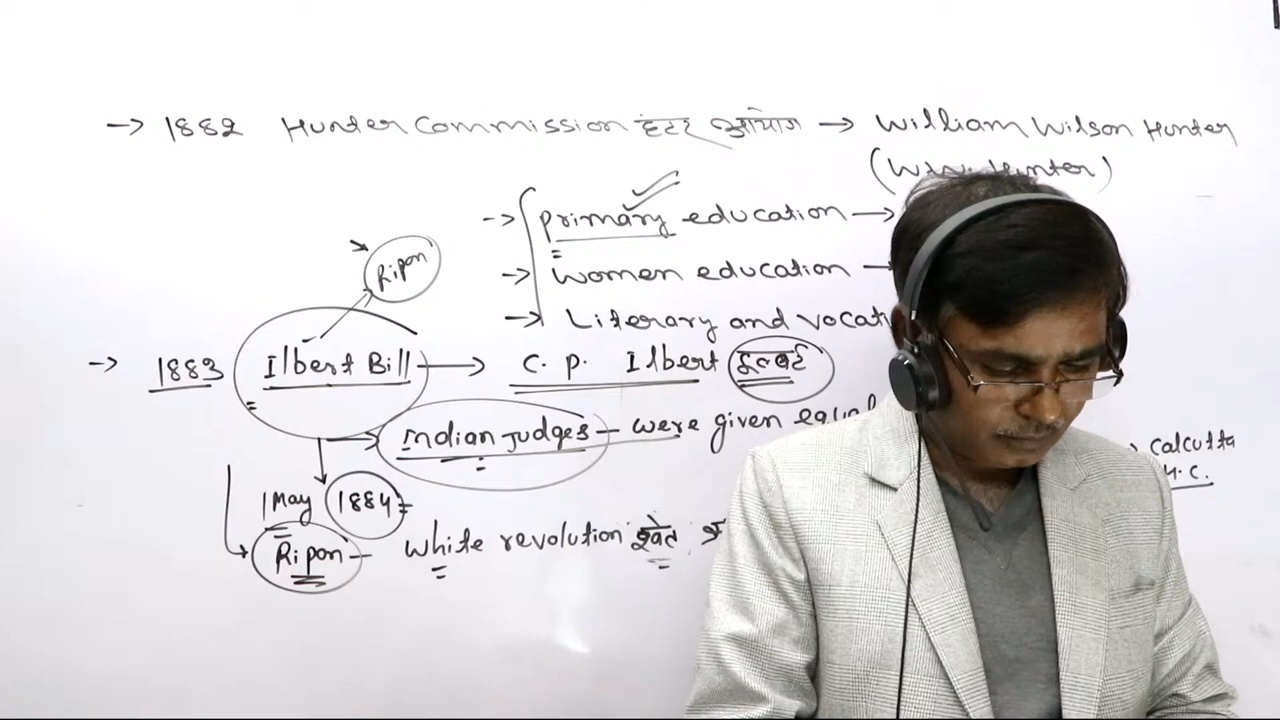 → 1882 Hunter Commission हंटर आयोग → William Wilson Hunter
(W.W. Hunter)
→ primary education →
→ Women education →
→ Literary and
Ripon
→ 1883 Ilbert Bill → C. P. Ilbert इल्बर्ट
Indian Judges – were given equal
Calcutta
H.C.
1 May 1884
Ripon – white revolution श्वेत